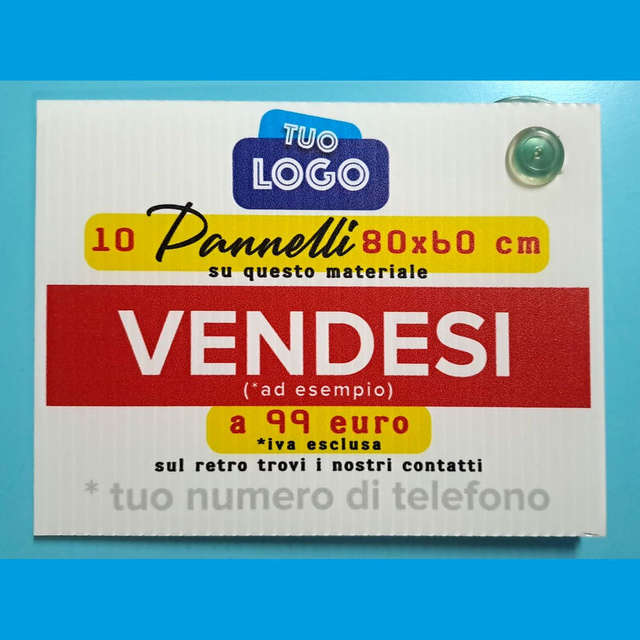 TUO
LOGO
10 Pannelli 80x60 cm
su questo materiale
VENDESI
(*ad esempio)
a 99 euro
*iva esclusa
sul retro trovi i nostri contatti
* tuo numero di telefono